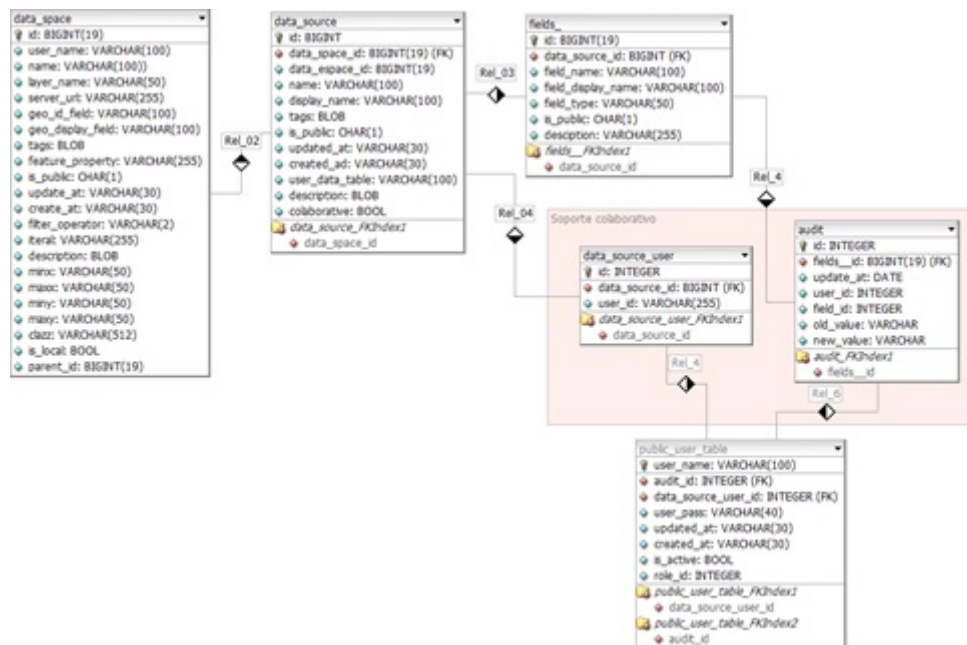 data_space
id: BIGINT(19)
user_name: VARCHAR(100)
name: VARCHAR(100))
layer_name: VARCHAR(50)
server_url: VARCHAR(255)
geo_id_field: VARCHAR(100)
geo_display_field: VARCHAR(100)
tags: BLOB
feature_property: VARCHAR(255)
is_public: CHAR(1)
update_at: VARCHAR(30)
create_at: VARCHAR(30)
filter_operator: VARCHAR(2)
literal: VARCHAR(255)
description: BLOB
minx: VARCHAR(50)
maxx: VARCHAR(50)
miny: VARCHAR(50)
maxy: VARCHAR(50)
clazz: VARCHAR(512)
is_local: BOOL
parent_id: BIGINT(19)
Rel_02
data_source
id: BIGINT
data_space_id: BIGINT(19) (FK)
data_espace_id: BIGINT(19)
name: VARCHAR(100)
display_name: VARCHAR(100)
tags: BLOB
is_public: CHAR(1)
updated_at: VARCHAR(30)
created_ad: VARCHAR(30)
user_data_table: VARCHAR(100)
description: BLOB
colaborative: BOOL
data_source_FKIndex1
data_space_id
Rel_03
Rel_04
fields_
id: BIGINT(19)
data_source_id: BIGINT (FK)
field_name: VARCHAR(100)
field_display_name: VARCHAR(100)
field_type: VARCHAR(50)
is_public: CHAR(1)
desciption: VARCHAR(255)
fields__FKIndex1
data_source_id
Rel_4
Soporte colaborativo
data_source_user
id: INTEGER
data_source_id: BIGINT (FK)
user_id: VARCHAR(255)
data_source_user_FKIndex1
data_source_id
audit
id: INTEGER
fields__id: BIGINT(19) (FK)
update_at: DATE
user_id: INTEGER
field_id: INTEGER
old_value: VARCHAR
new_value: VARCHAR
audit_FKIndex1
fields__id
Rel_4
Rel_6
public_user_table
user_name: VARCHAR(100)
audit_id: INTEGER (FK)
data_source_user_id: INTEGER (FK)
user_pass: VARCHAR(40)
updated_at: VARCHAR(30)
created_at: VARCHAR(30)
is_active: BOOL
role_id: INTEGER
public_user_table_FKIndex1
data_source_user_id
public_user_table_FKIndex2
audit_id